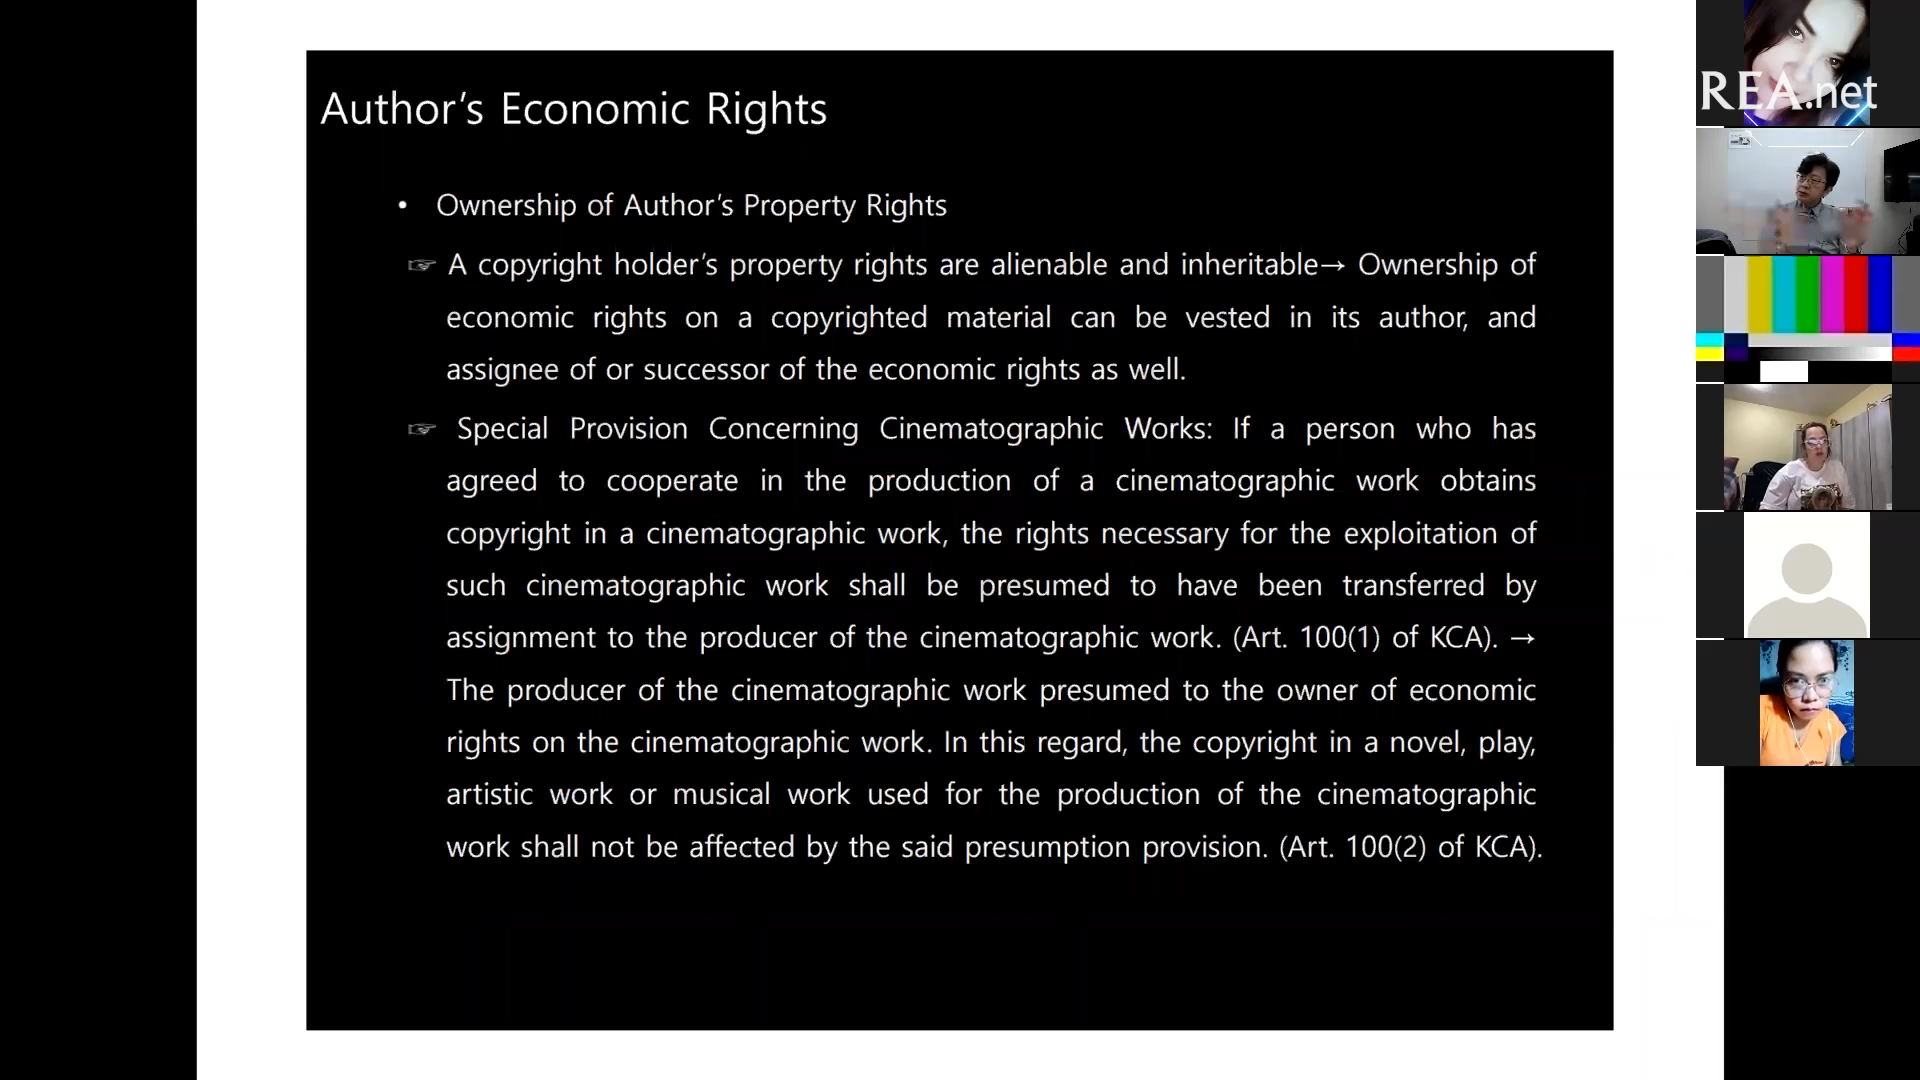 Author’s Economic Rights
• Ownership of Author’s Property Rights
☞ A copyright holder’s property rights are alienable and inheritable→ Ownership of
economic rights on a copyrighted material can be vested in its author, and
assignee of or successor of the economic rights as well.
☞ Special Provision Concerning Cinematographic Works: If a person who has
agreed to cooperate in the production of a cinematographic work obtains
copyright in a cinematographic work, the rights necessary for the exploitation of
such cinematographic work shall be presumed to have been transferred by
assignment to the producer of the cinematographic work. (Art. 100(1) of KCA). →
The producer of the cinematographic work presumed to the owner of economic
rights on the cinematographic work. In this regard, the copyright in a novel, play,
artistic work or musical work used for the production of the cinematographic
work shall not be affected by the said presumption provision. (Art. 100(2) of KCA).
REA.net